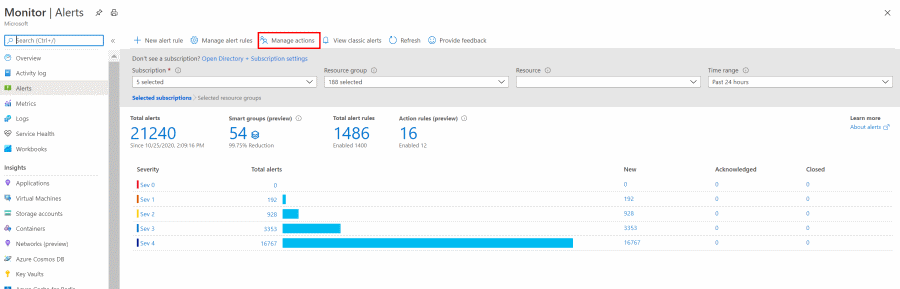 Monitor | Alerts
Microsoft
Search (Ctrl+/)
«
Overview
Activity log
Alerts
Metrics
Logs
Service Health
Workbooks
Insights
Applications
Virtual Machines
Storage accounts
Containers
Networks (preview)
Azure Cosmos DB
Key Vaults
Azure Cache for Redis
+ New alert rule Manage alert rules Manage actions View classic alerts Refresh Provide feedback
Don't see a subscription? Open Directory + Subscription settings
Subscription * Resource group Resource Time range
5 selected 188 selected Past 24 hours
Selected subscriptions › Selected resource groups
Total alerts Smart groups (preview) Total alert rules Action rules (preview) Learn more
21240 54 1486 16 About alerts
Since 10/25/2020, 2:09:16 PM 99.75% Reduction Enabled 1400 Enabled 12
Severity Total alerts New Acknowledged Closed
Sev 0 0 0 0 0
Sev 1 192 192 0 0
Sev 2 928 928 0 0
Sev 3 3353 3353 0 0
Sev 4 16767 16767 0 0